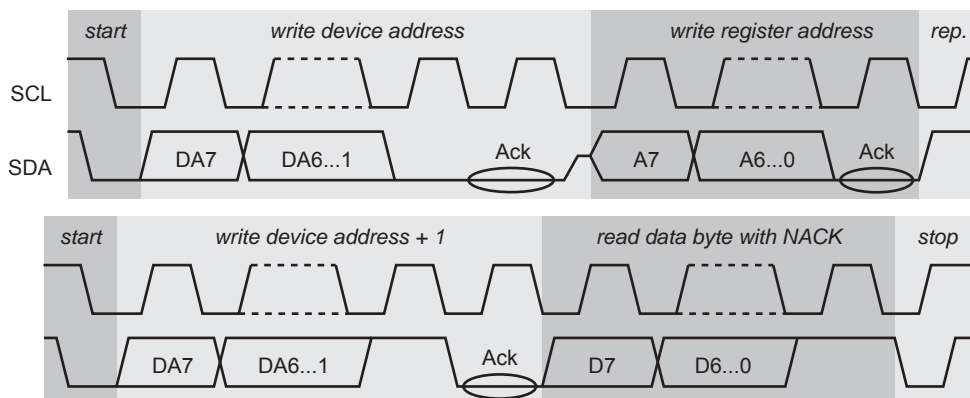 start write device address write register address rep.
SCL
Ack Ack
SDA DA7 DA6...1 A7 A6...0
start write device address + 1 read data byte with NACK stop
DA7 DA6...1 Ack D7 D6...0